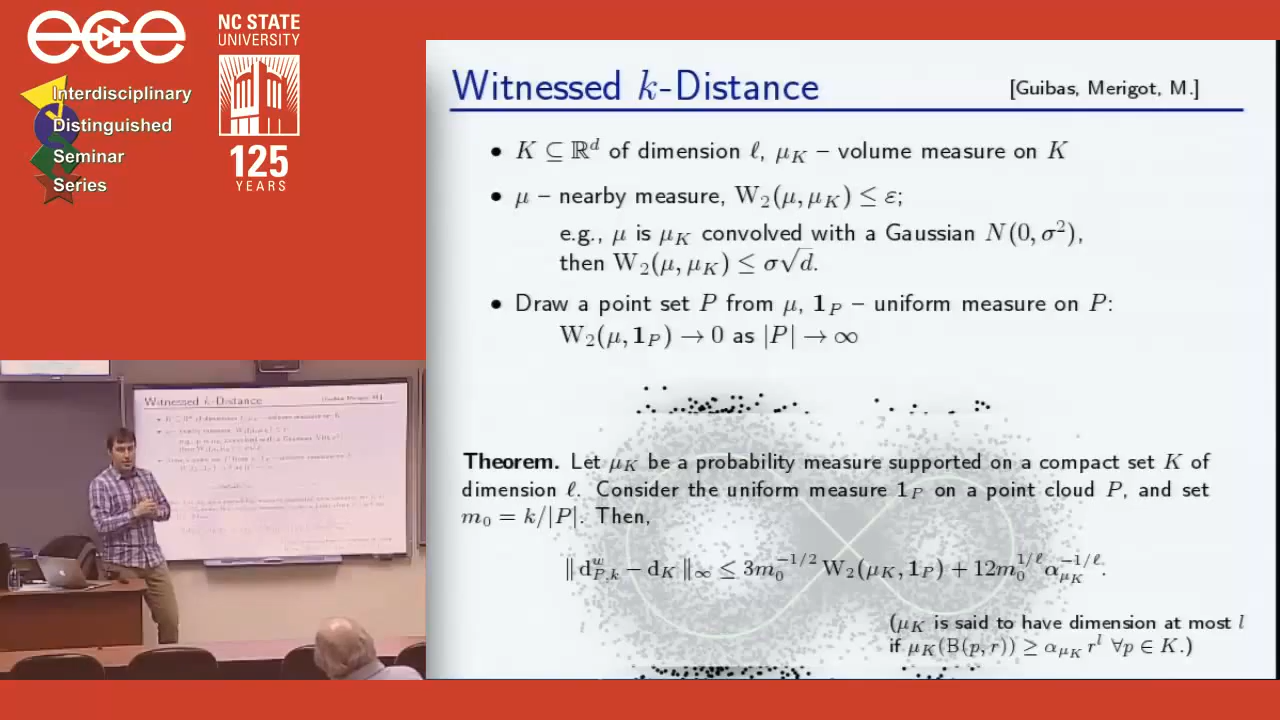 ece
NC STATE
UNIVERSITY
Interdisciplinary
Distinguished
Seminar
Series
125
YEARS
Witnessed k-Distance
[Guibas, Merigot, M.]
• K ⊆ ℝ^d of dimension ℓ, μ_K – volume measure on K
• μ – nearby measure, W₂(μ, μ_K) ≤ ε;
e.g., μ is μ_K convolved with a Gaussian N(0, σ²),
then W₂(μ, μ_K) ≤ σ√d.
• Draw a point set P from μ, 𝟏_P – uniform measure on P:
W₂(μ, 𝟏_P) → 0 as |P| → ∞
Theorem. Let μ_K be a probability measure supported on a compact set K of
dimension ℓ. Consider the uniform measure 𝟏_P on a point cloud P, and set
m₀ = k/|P|. Then,
‖ d^w_{P,k} − d_K ‖_∞ ≤ 3m₀^{−1/2} W₂(μ_K, 𝟏_P) + 12m₀^{1/ℓ} α_{μ_K}^{−1/ℓ}.
(μ_K is said to have dimension at most l
if μ_K(B(p, r)) ≥ α_{μ_K} r^l ∀p ∈ K.)
Witnessed k-Distance